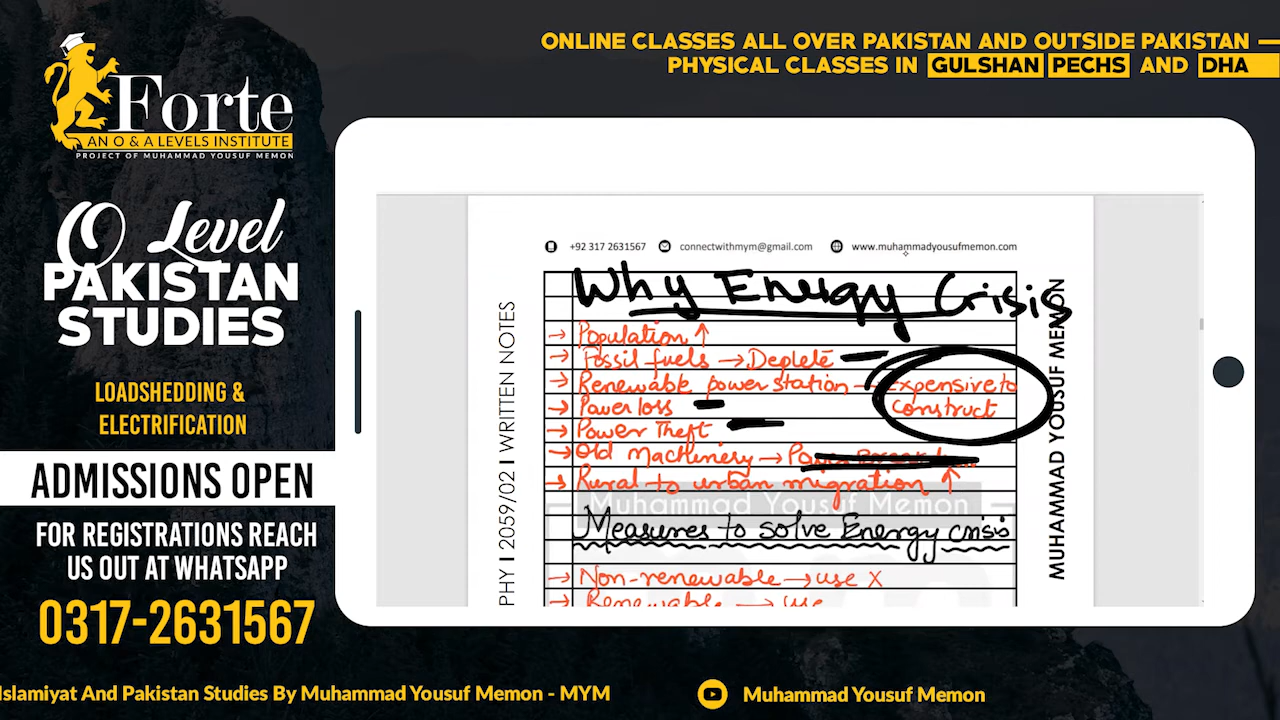 Forte
AN O & A LEVELS INSTITUTE
PROJECT OF MUHAMMAD YOUSUF MEMON
O Level
PAKISTAN
STUDIES
LOADSHEDDING &
ELECTRIFICATION
ADMISSIONS OPEN
FOR REGISTRATIONS REACH
US OUT AT WHATSAPP
0317-2631567
ONLINE CLASSES ALL OVER PAKISTAN AND OUTSIDE PAKISTAN
PHYSICAL CLASSES IN GULSHAN PECHS AND DHA
+92 317 2631567 connectwithmym@gmail.com www.muhammadyousufmemon.com
PHY I 2059/02 I WRITTEN NOTES
Why Energy Crisis
→ Population ↑
→ Fossil fuels → Deplete
→ Renewable power station → Expensive to
construct
→ Power loss
→ Power Theft
→ Old Machinery →
→ Rural to urban migration ↑
Muhammad Yousuf Memon
Measures to solve Energy crisis
→ Non-renewable → use X
→ Renewable → use
MUHAMMAD YOUSUF MEMON
Islamiyat And Pakistan Studies By Muhammad Yousuf Memon - MYM
Muhammad Yousuf Memon